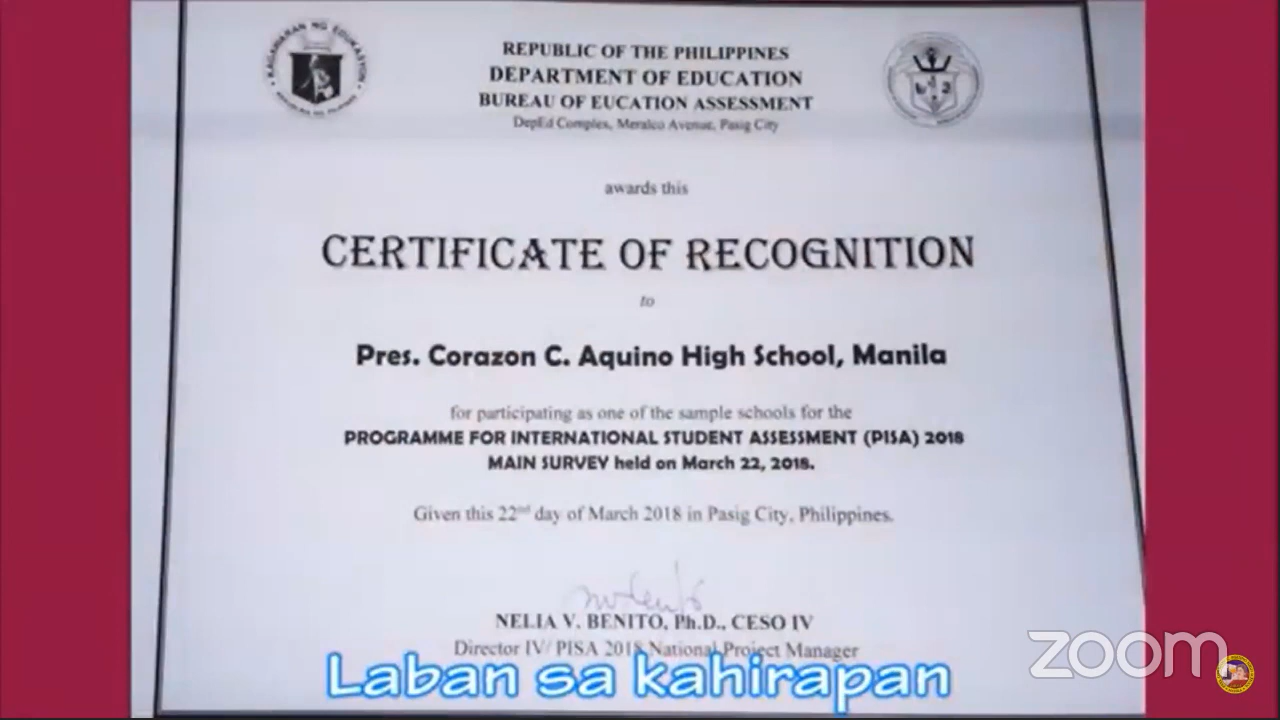 KAGAWARAN NG EDUKASYON
REPUBLIC OF THE PHILIPPINES
DEPARTMENT OF EDUCATION
BUREAU OF EUCATION ASSESSMENT
DepEd Complex, Meralco Avenue, Pasig City
awards this
CERTIFICATE OF RECOGNITION
to
Pres. Corazon C. Aquino High School, Manila
for participating as one of the sample schools for the
PROGRAMME FOR INTERNATIONAL STUDENT ASSESSMENT (PISA) 2018
MAIN SURVEY held on March 22, 2018.
Given this 22nd day of March 2018 in Pasig City, Philippines.
NELIA V. BENITO, Ph.D., CESO IV
Director IV/ PISA 2018 National Project Manager
Laban sa kahirapan
zoom